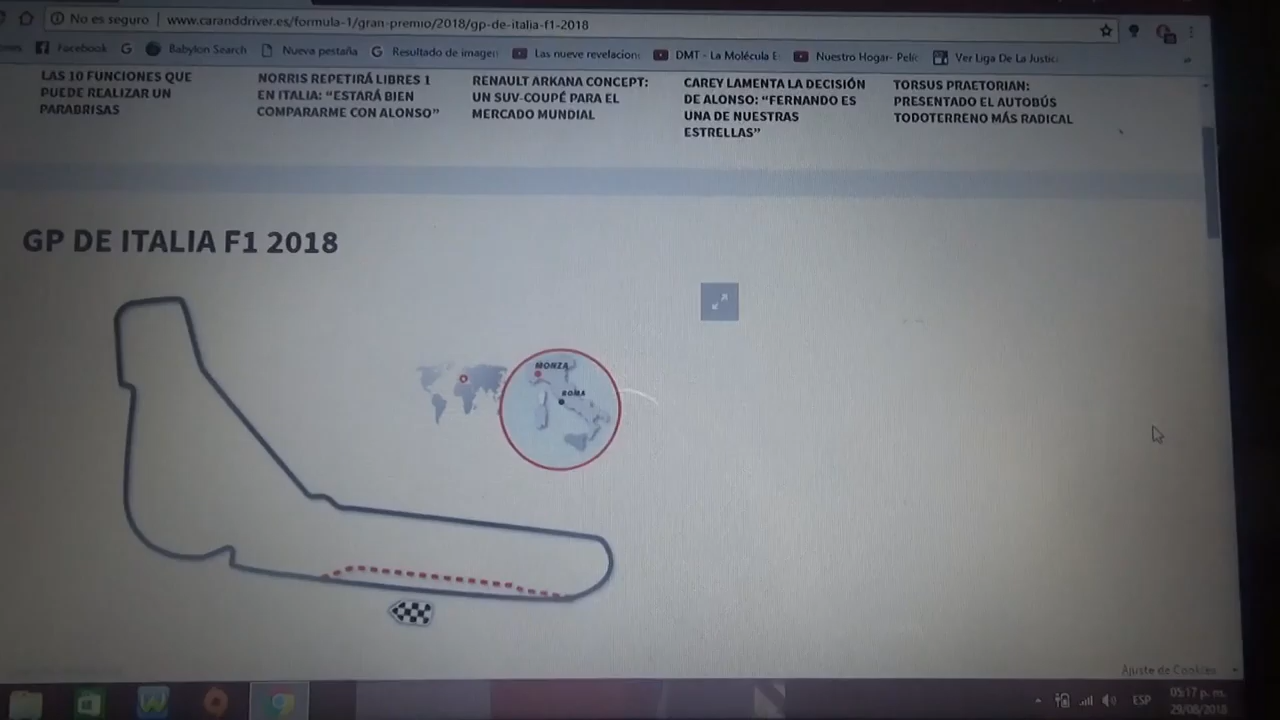 No es seguro | www.caranddriver.es/formula-1/gran-premio/2018/gp-de-italia-f1-2018
Facebook
Babylon Search
Nueva pestaña
Resultado de imagen
Las nueve revelacion
DMT - La Molécula E
Nuestro Hogar- Pelíc
Ver Liga De La Justic
LAS 10 FUNCIONES QUE
PUEDE REALIZAR UN
PARABRISAS
NORRIS REPETIRÁ LIBRES 1
EN ITALIA: “ESTARÁ BIEN
COMPARARME CON ALONSO”
RENAULT ARKANA CONCEPT:
UN SUV-COUPÉ PARA EL
MERCADO MUNDIAL
CAREY LAMENTA LA DECISIÓN
DE ALONSO: “FERNANDO ES
UNA DE NUESTRAS
ESTRELLAS”
TORSUS PRAETORIAN:
PRESENTADO EL AUTOBÚS
TODOTERRENO MÁS RADICAL
GP DE ITALIA F1 2018
MONZA
ROMA
Ajuste de Cookies
ESP
05:17 p. m.
29/08/2018